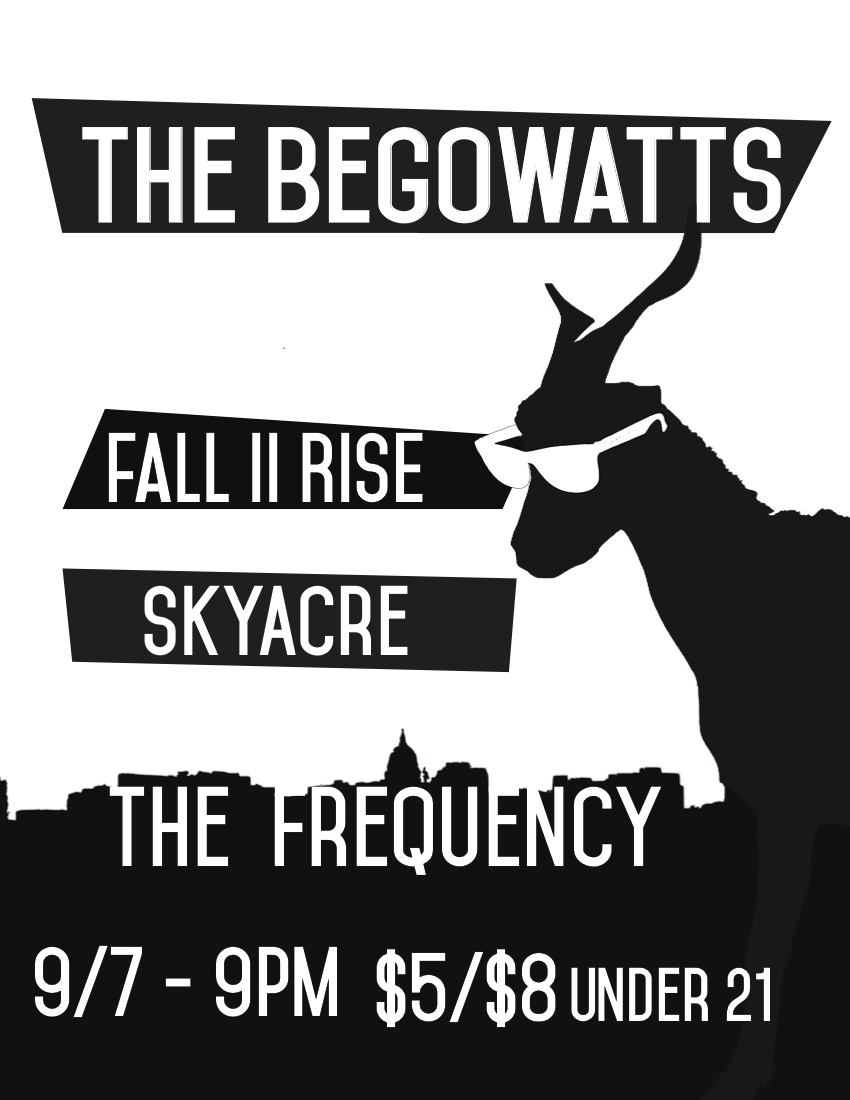 THE BEGOWATTS
FALL II RISE
SKYACRE
THE FREQUENCY
9/7 - 9PM $5/$8 UNDER 21